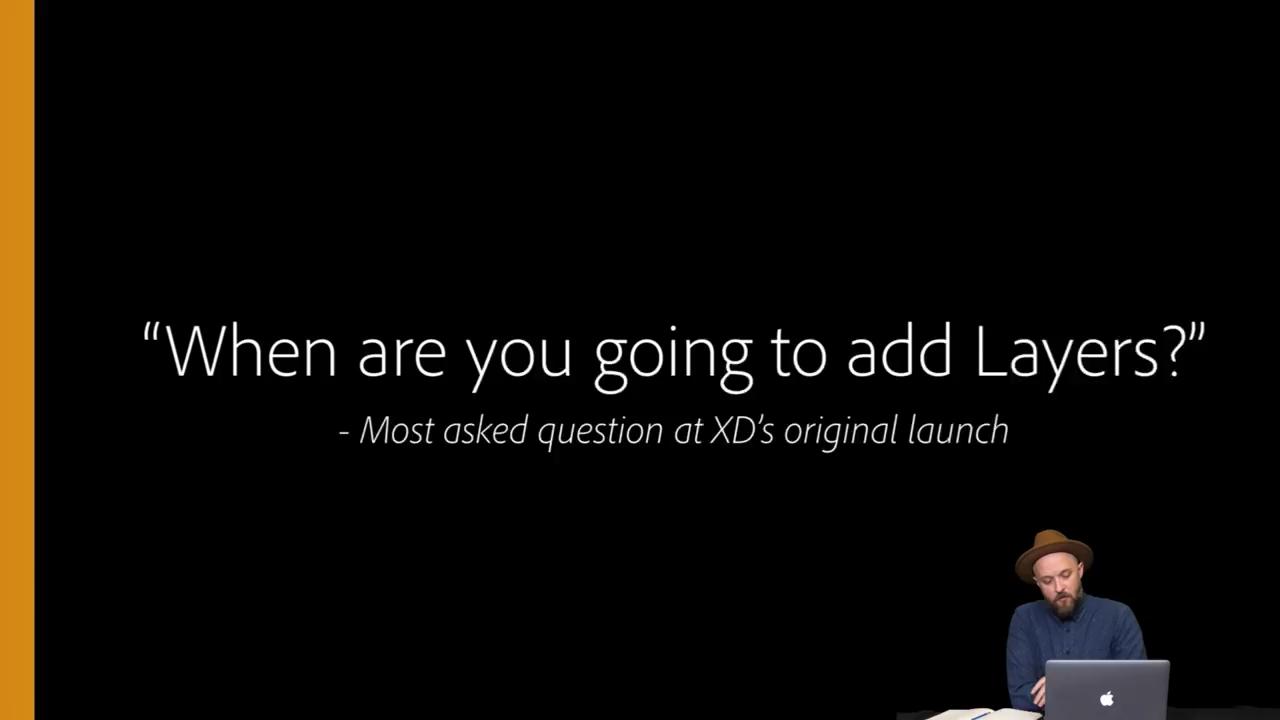 “When are you going to add Layers?”
- Most asked question at XD’s original launch